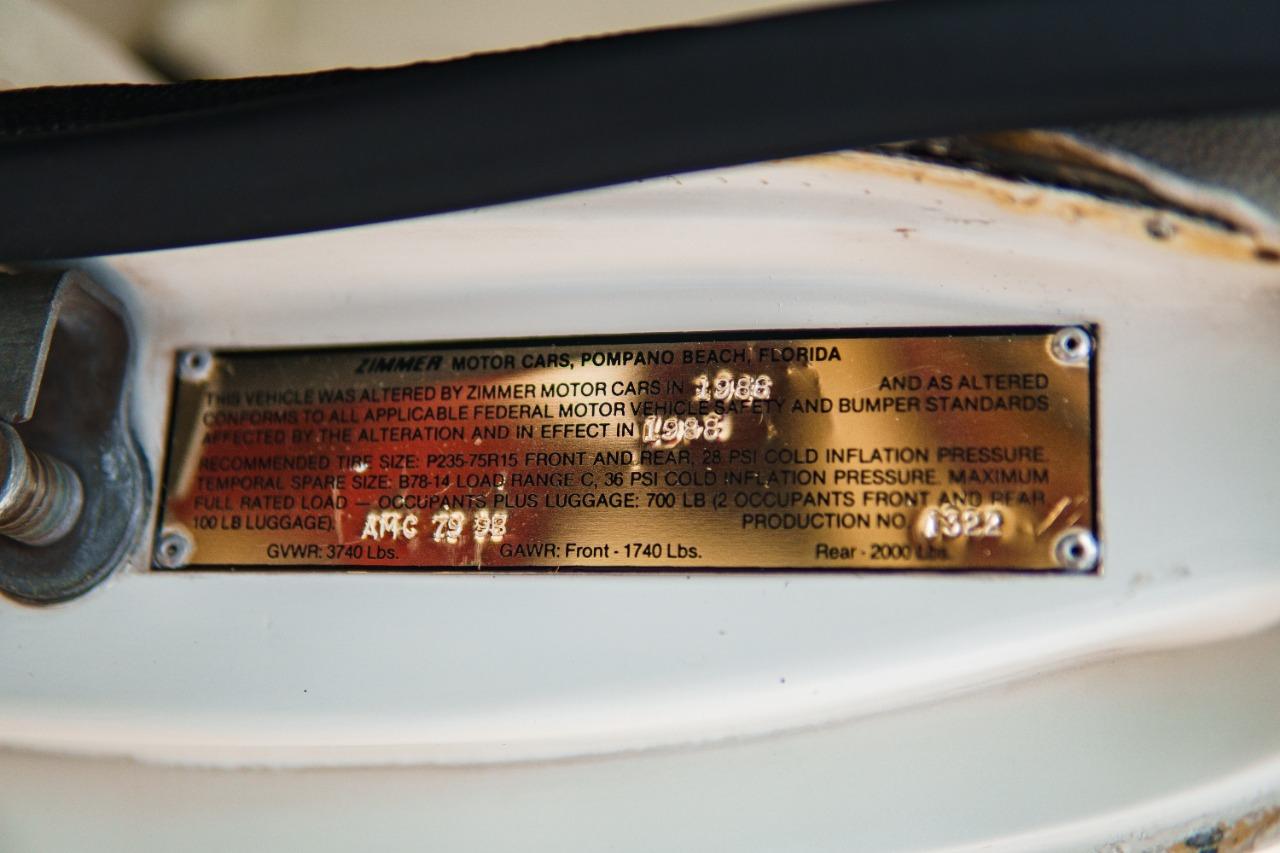 ZIMMER MOTOR CARS, POMPANO BEACH, FLORIDA
THIS VEHICLE WAS ALTERED BY ZIMMER MOTOR CARS IN 1988 AND AS ALTERED
CONFORMS TO ALL APPLICABLE FEDERAL MOTOR VEHICLE SAFETY AND BUMPER STANDARDS
AFFECTED BY THE ALTERATION AND IN EFFECT IN 1988
RECOMMENDED TIRE SIZE: P235-75R15 FRONT AND REAR, 28 PSI COLD INFLATION PRESSURE.
TEMPORAL SPARE SIZE: B78-14 LOAD RANGE C, 36 PSI COLD INFLATION PRESSURE. MAXIMUM
FULL RATED LOAD — OCCUPANTS PLUS LUGGAGE: 700 LB (2 OCCUPANTS FRONT AND REAR,
100 LB LUGGAGE). AMC PRODUCTION NO. 1322
GVWR: 3740 Lbs. GAWR: Front - 1740 Lbs. Rear - 2000 Lbs.